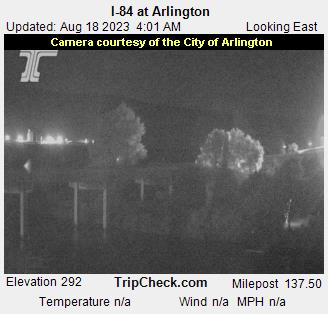 I-84 at Arlington
Updated: Aug 18 2023 4:01 AM Looking East
Camera courtesy of the City of Arlington
Elevation 292 TripCheck.com Milepost 137.50
Temperature n/a Wind n/a MPH n/a